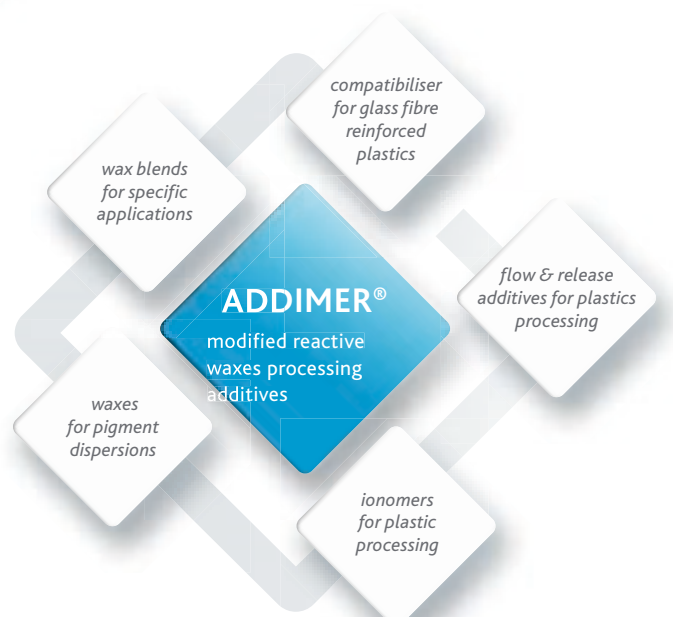 compatibiliser
for glass fibre
reinforced
plastics
wax blends
for specific
applications
flow & release
additives for plastics
processing
ADDIMER®
modified reactive
waxes processing
additives
waxes
for pigment
dispersions
ionomers
for plastic
processing